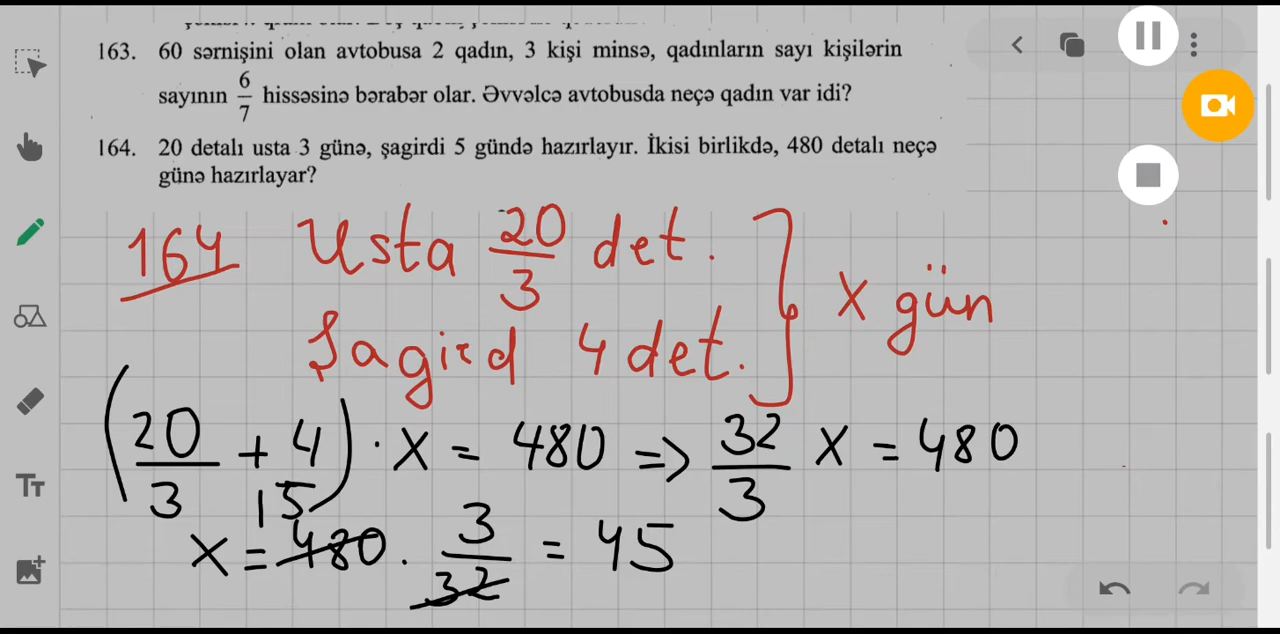 163. 60 sərnişini olan avtobusa 2 qadın, 3 kişi minsə, qadınların sayı kişilərin
sayının 6/7 hissəsinə bərabər olar. Əvvəlcə avtobusda neçə qadın var idi?
164. 20 detalı usta 3 günə, şagirdi 5 gündə hazırlayır. İkisi birlikdə, 480 detalı neçə
günə hazırlayar?
164 Usta 20/3 det.
Şagird 4 det. } x gün
(20/3 + 4) · x = 480 => 32/3 x = 480
15
x = 480 · 3/32 = 45
TT